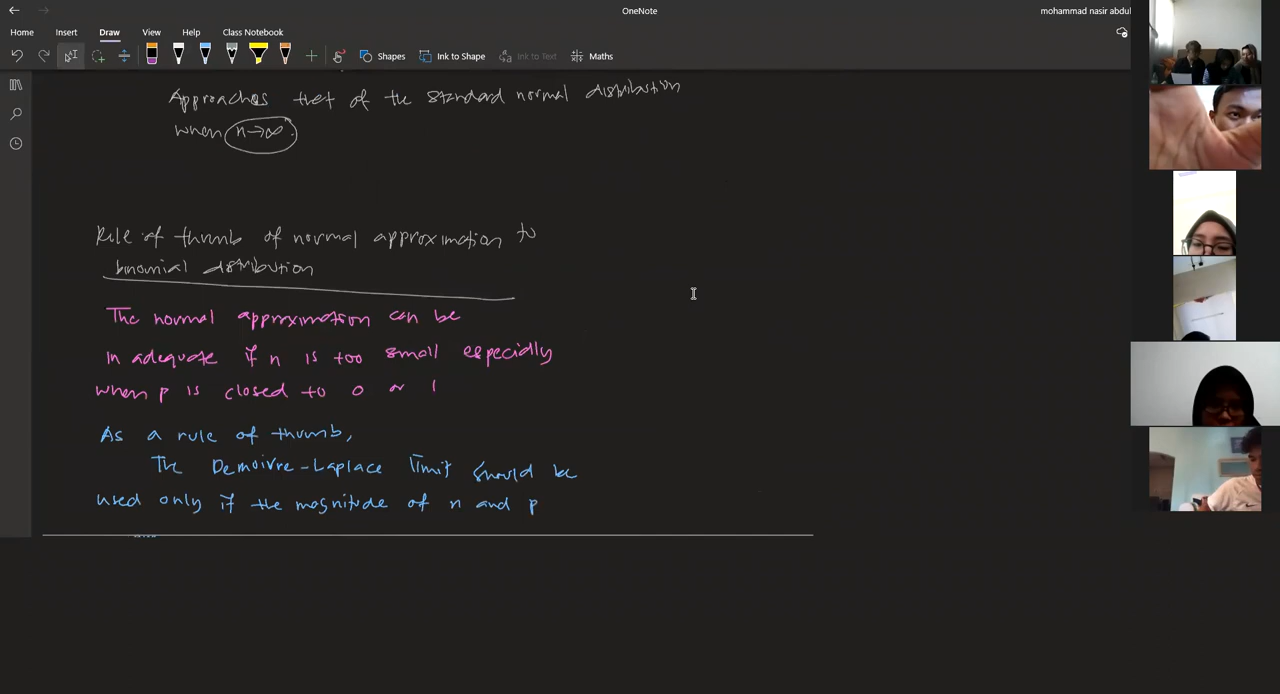 OneNote
mohammad nasir abdul
Home Insert Draw View Help Class Notebook
Shapes Ink to Shape Ink to Text Maths
Approaches that of the standard normal distribution
when n→∞.
Rule of thumb of normal approximation to
binomial distribution
The normal approximation can be
in adequate if n is too small especially
when p is closed to 0 or 1
As a rule of thumb,
The Demoivre-Laplace limit should be
used only if the magnitude of n and p